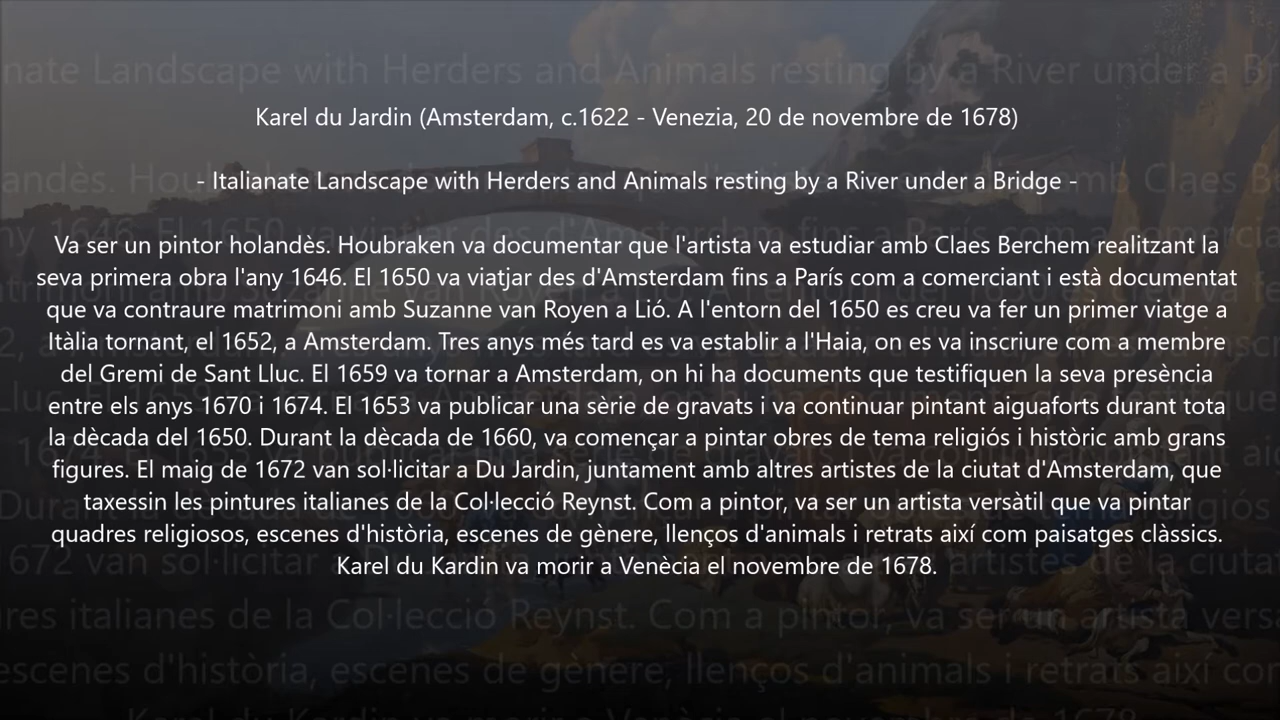 Karel du Jardin (Amsterdam, c.1622 - Venezia, 20 de novembre de 1678)
- Italianate Landscape with Herders and Animals resting by a River under a Bridge -
Va ser un pintor holandès. Houbraken va documentar que l'artista va estudiar amb Claes Berchem realitzant la
seva primera obra l'any 1646. El 1650 va viatjar des d'Amsterdam fins a París com a comerciant i està documentat
que va contraure matrimoni amb Suzanne van Royen a Lió. A l'entorn del 1650 es creu va fer un primer viatge a
Itàlia tornant, el 1652, a Amsterdam. Tres anys més tard es va establir a l'Haia, on es va inscriure com a membre
del Gremi de Sant Lluc. El 1659 va tornar a Amsterdam, on hi ha documents que testifiquen la seva presència
entre els anys 1670 i 1674. El 1653 va publicar una sèrie de gravats i va continuar pintant aiguaforts durant tota
la dècada del 1650. Durant la dècada de 1660, va començar a pintar obres de tema religiós i històric amb grans
figures. El maig de 1672 van sol·licitar a Du Jardin, juntament amb altres artistes de la ciutat d'Amsterdam, que
taxessin les pintures italianes de la Col·lecció Reynst. Com a pintor, va ser un artista versàtil que va pintar
quadres religiosos, escenes d'història, escenes de gènere, llenços d'animals i retrats així com paisatges clàssics.
Karel du Kardin va morir a Venècia el novembre de 1678.